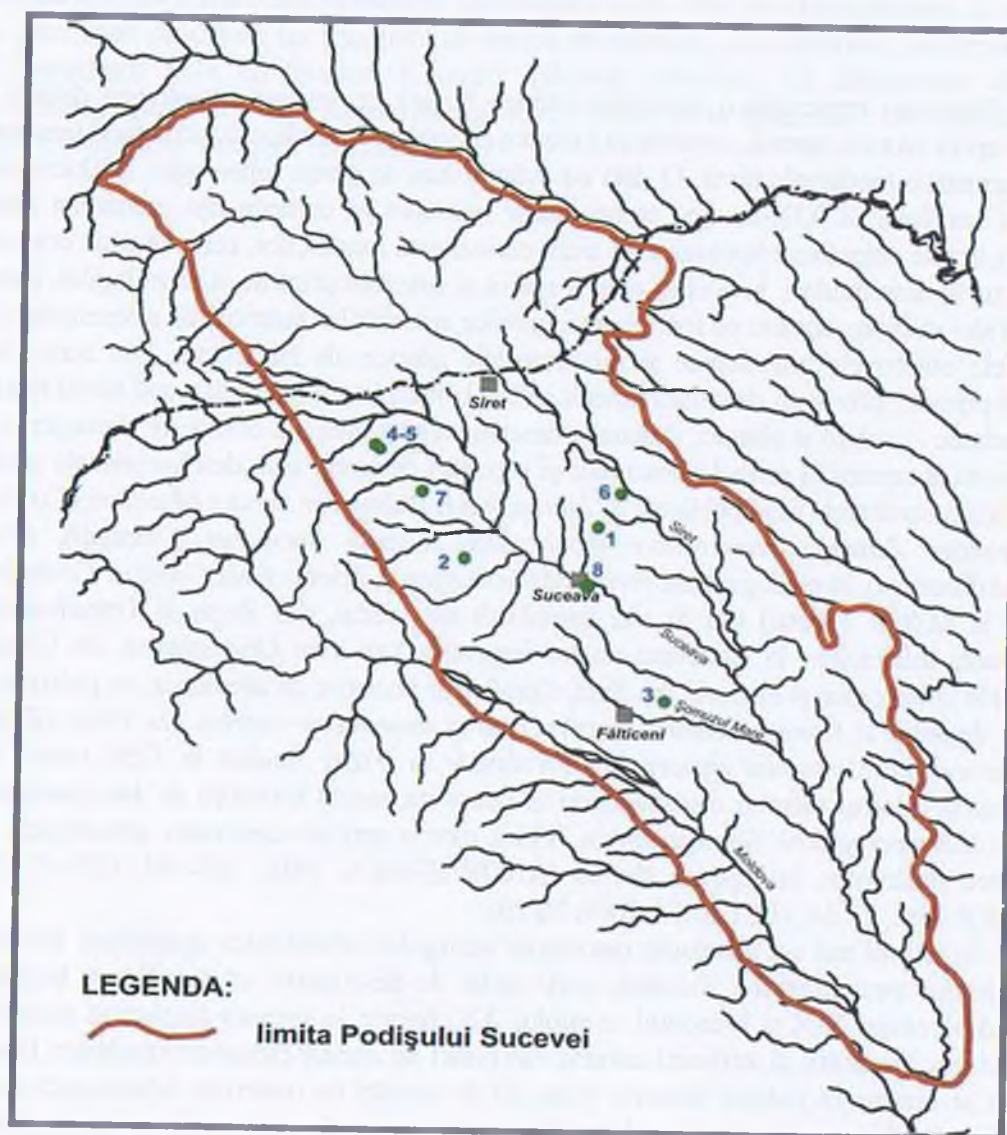 Siret
4-5
7
6
1
2
8
Siret
Suceava
Suceava
3
Șomuzul Mare
Fălticeni
Moldova
LEGENDA:
limita Podișului Sucevei